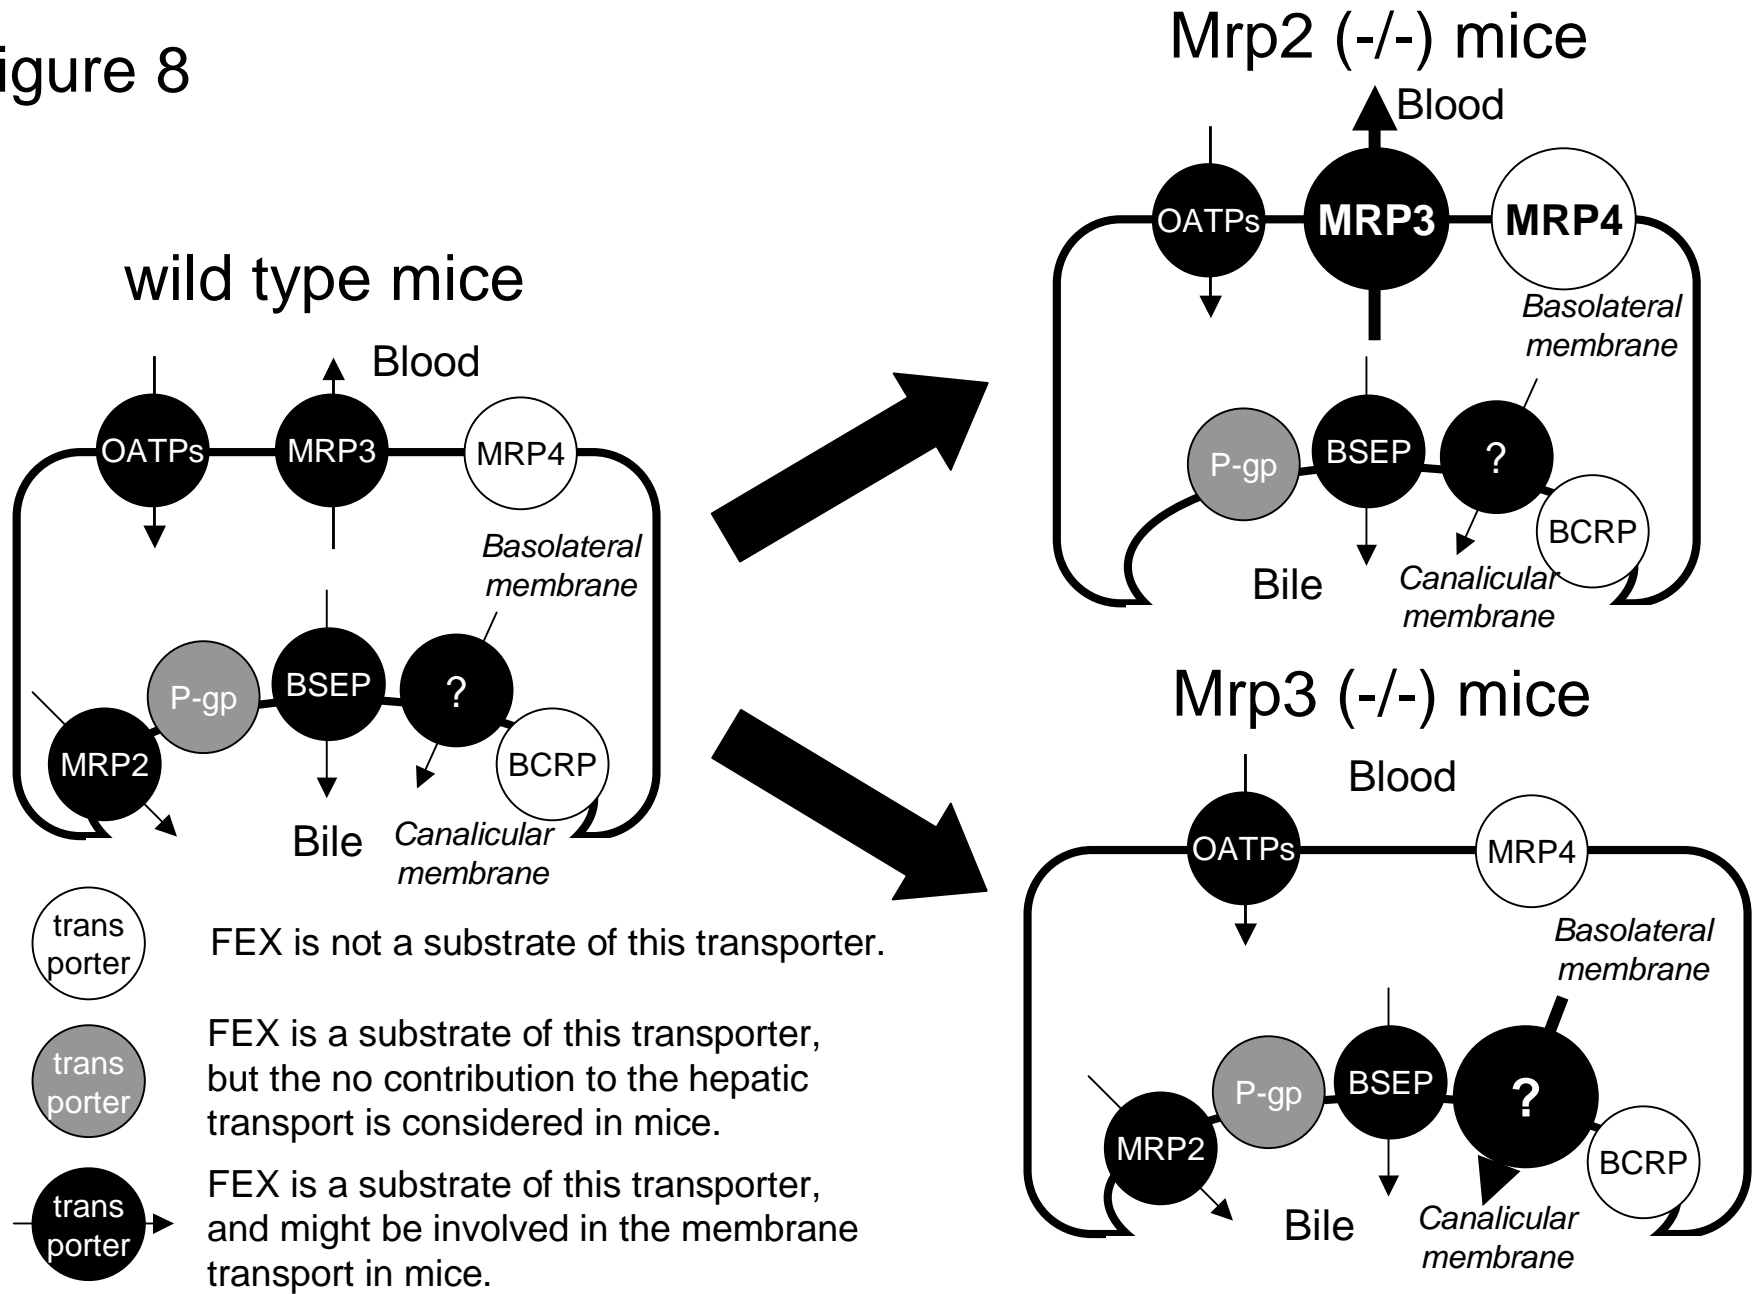 igure 8
wild type mice
Blood
OATPs
MRP3
MRP4
Basolateral
membrane
MRP2
P-gp
BSEP
?
BCRP
Bile
Canalicular
membrane
Mrp2 (-/-) mice
Blood
OATPs
MRP3
MRP4
Basolateral
membrane
P-gp
BSEP
?
BCRP
Bile
Canalicular
membrane
Mrp3 (-/-) mice
Blood
OATPs
MRP4
Basolateral
membrane
MRP2
P-gp
BSEP
?
BCRP
Bile
Canalicular
membrane
trans
porter
FEX is not a substrate of this transporter.
trans
porter
FEX is a substrate of this transporter,
but the no contribution to the hepatic
transport is considered in mice.
trans
porter
FEX is a substrate of this transporter,
and might be involved in the membrane
transport in mice.